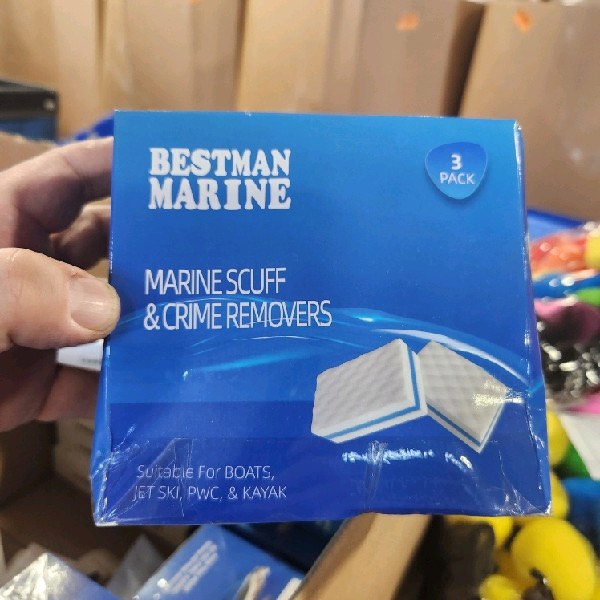 BESTMAN
MARINE
3
PACK
MARINE SCUFF
& CRIME REMOVERS
Suitable For BOATS,
JET SKI, PWC, & KAYAK